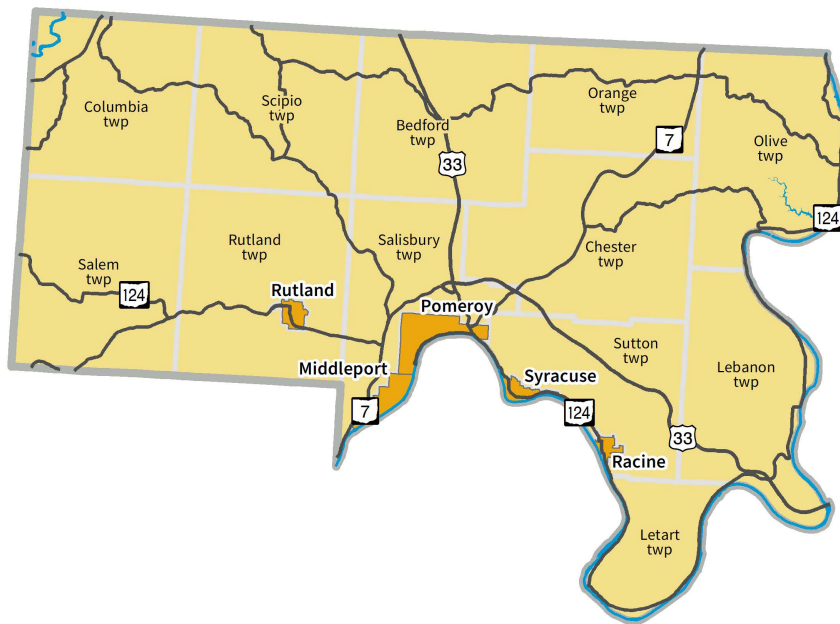 Columbia
twp
Scipio
twp
Bedford
twp
Orange
twp
Olive
twp
7
33
124
Rutland
twp
Salisbury
twp
Chester
twp
Salem
twp
124
Rutland
Pomeroy
Middleport
Sutton
twp
Lebanon
twp
Syracuse
7
124
33
Racine
Letart
twp